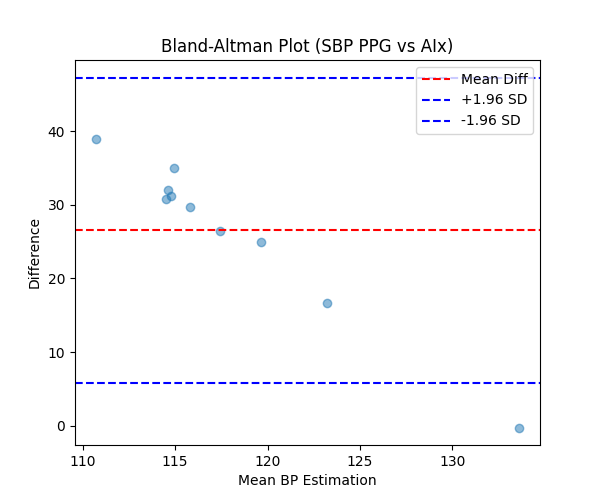 Bland-Altman Plot (SBP PPG vs AIx)
Mean Diff
+1.96 SD
-1.96 SD
Difference
40
30
20
10
0
110
115
120
125
130
Mean BP Estimation